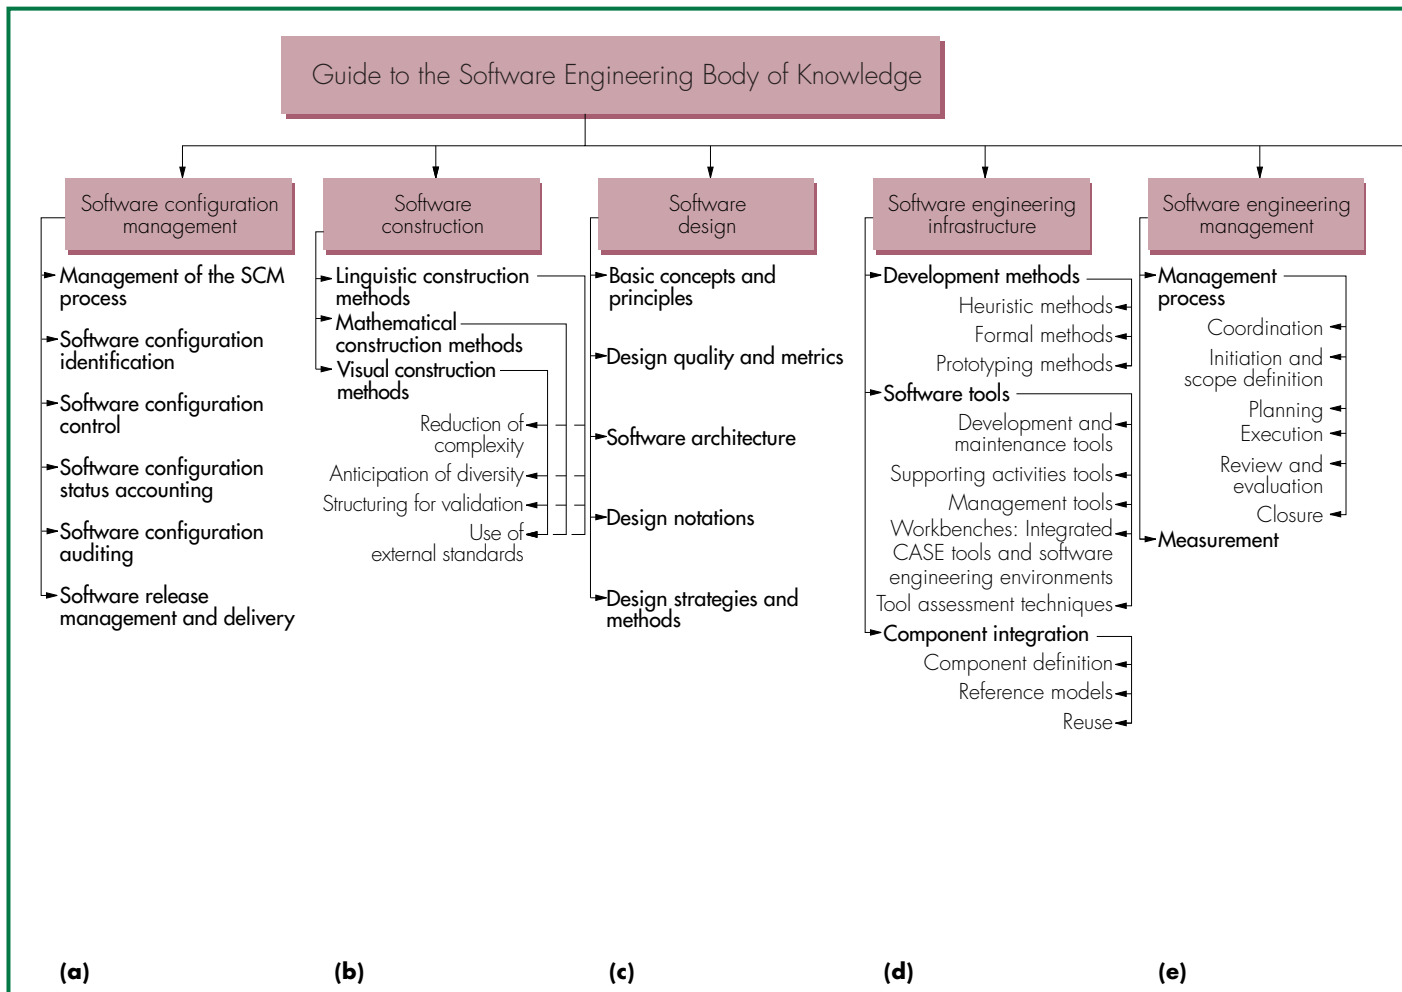 Guide to the Software Engineering Body of Knowledge
Software configuration
management
Management of the SCM
process
Software configuration
identification
Software configuration
control
Software configuration
status accounting
Software configuration
auditing
Software release
management and delivery
(a)
Software
construction
Linguistic construction
methods
Mathematical
construction methods
Visual construction
methods
Reduction of
complexity
Anticipation of diversity
Structuring for validation
Use of
external standards
(b)
Software
design
Basic concepts and
principles
Design quality and metrics
Software architecture
Design notations
Design strategies and
methods
(c)
Software engineering
infrastructure
Development methods
Heuristic methods
Formal methods
Prototyping methods
Software tools
Development and
maintenance tools
Supporting activities tools
Management tools
Workbenches: Integrated
CASE tools and software
engineering environments
Tool assessment techniques
Component integration
Component definition
Reference models
Reuse
(d)
Software engineering
management
Management
process
Coordination
Initiation and
scope definition
Planning
Execution
Review and
evaluation
Closure
Measurement
(e)